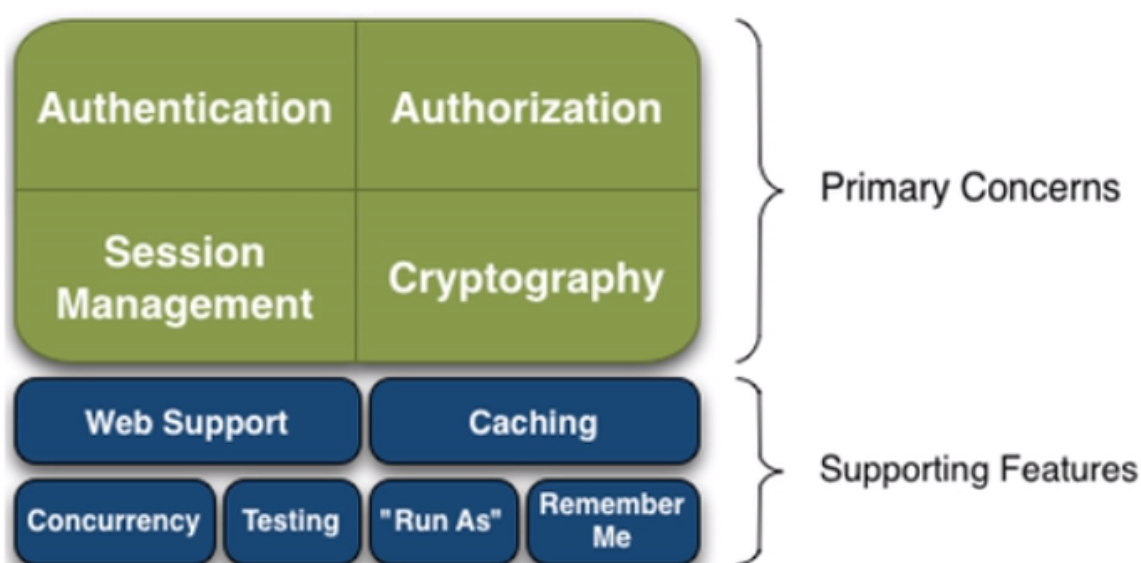 Authentication
Authorization
Session
Management
Cryptography
Primary Concerns
Web Support
Caching
Concurrency
Testing
"Run As"
Remember
Me
Supporting Features